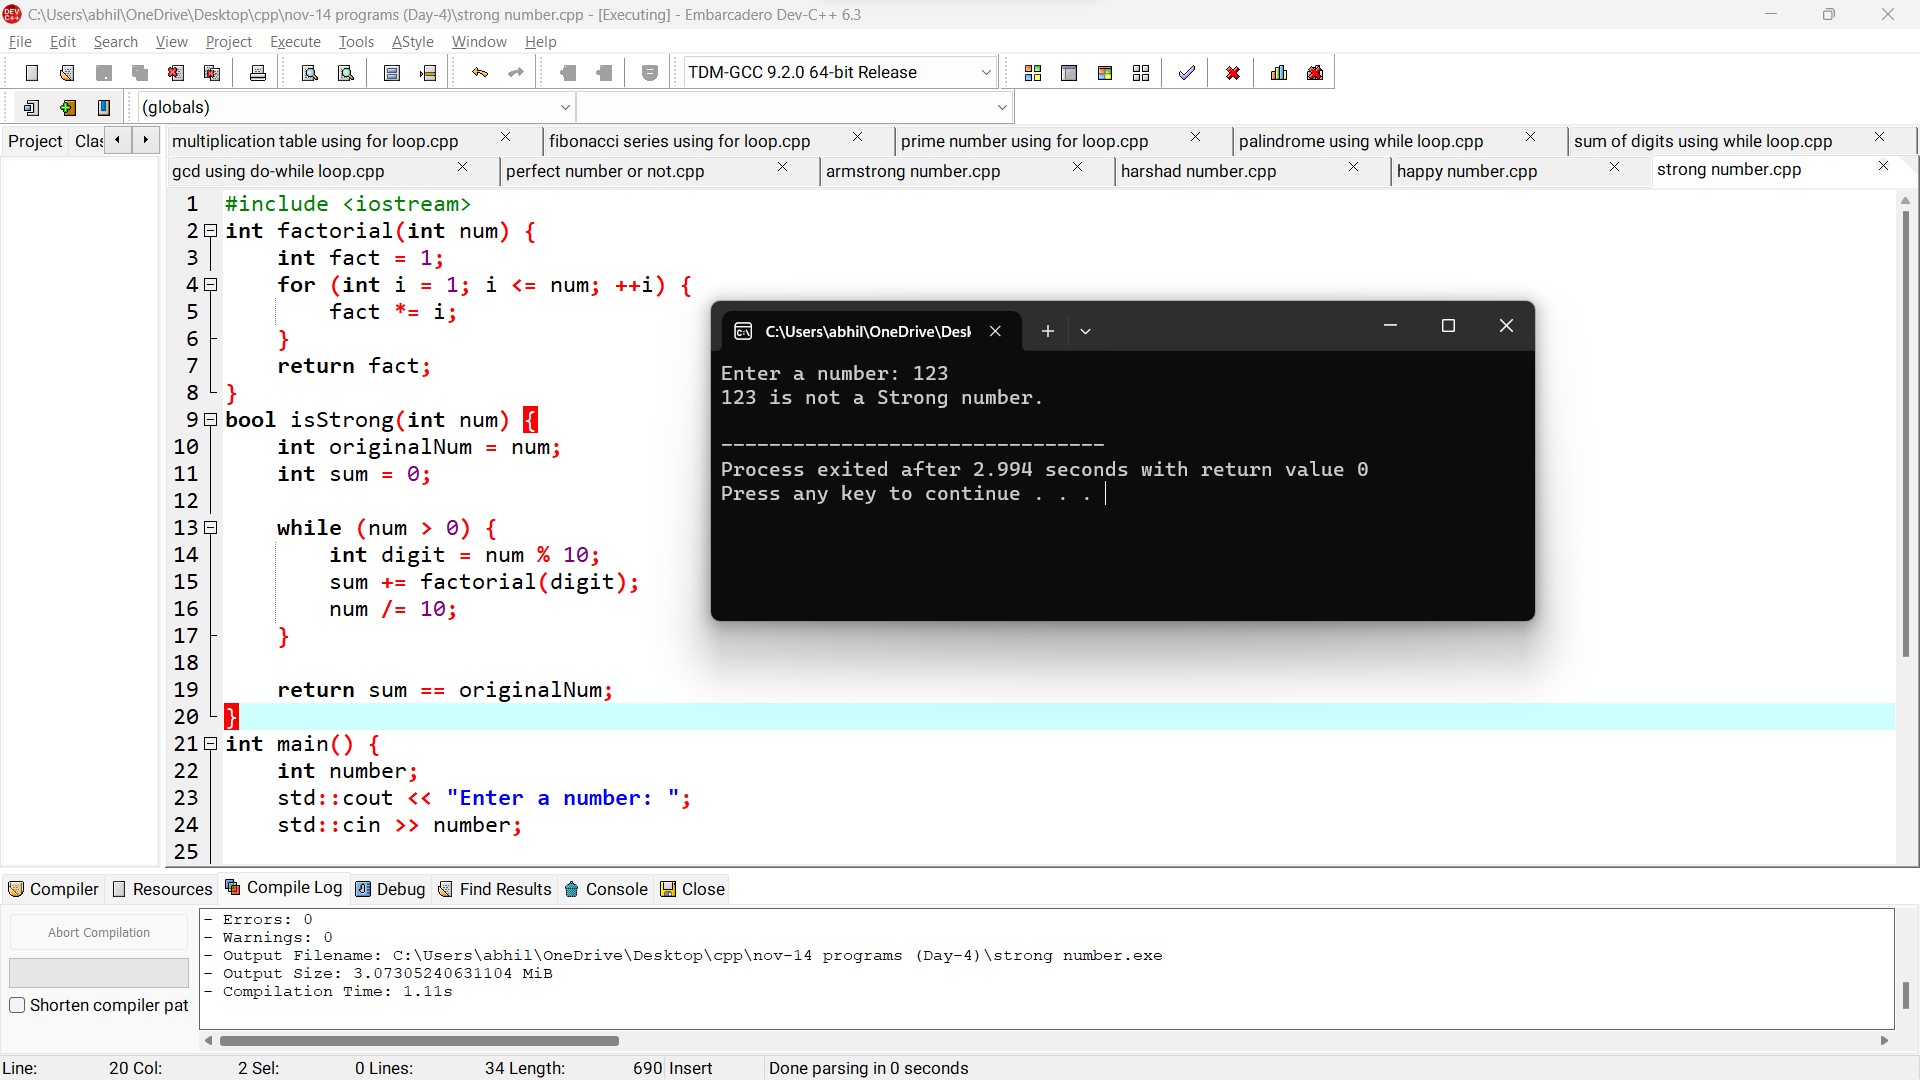 C:\Users\abhil\OneDrive\Desktop\cpp\nov-14 programs (Day-4)\strong number.cpp - [Executing] - Embarcadero Dev-C++ 6.3
File Edit Search View Project Execute Tools AStyle Window Help
TDM-GCC 9.2.0 64-bit Release
(globals)
Project Clas
multiplication table using for loop.cpp fibonacci series using for loop.cpp prime number using for loop.cpp palindrome using while loop.cpp sum of digits using while loop.cpp
gcd using do-while loop.cpp perfect number or not.cpp armstrong number.cpp harshad number.cpp happy number.cpp strong number.cpp
1 #include <iostream>
2 int factorial(int num) {
3 int fact = 1;
4 for (int i = 1; i <= num; ++i) {
5 fact *= i;
6 }
7 return fact;
8 }
9 bool isStrong(int num) {
10 int originalNum = num;
11 int sum = 0;
12
13 while (num > 0) {
14 int digit = num % 10;
15 sum += factorial(digit);
16 num /= 10;
17 }
18
19 return sum == originalNum;
20 }
21 int main() {
22 int number;
23 std::cout << "Enter a number: ";
24 std::cin >> number;
25
C:\Users\abhil\OneDrive\Desk
Enter a number: 123
123 is not a Strong number.
--------------------------------
Process exited after 2.994 seconds with return value 0
Press any key to continue . . .
Compiler Resources Compile Log Debug Find Results Console Close
Abort Compilation
Shorten compiler pat
- Errors: 0
- Warnings: 0
- Output Filename: C:\Users\abhil\OneDrive\Desktop\cpp\nov-14 programs (Day-4)\strong number.exe
- Output Size: 3.07305240631104 MiB
- Compilation Time: 1.11s
Line: 20 Col: 2 Sel: 0 Lines: 34 Length: 690 Insert Done parsing in 0 seconds